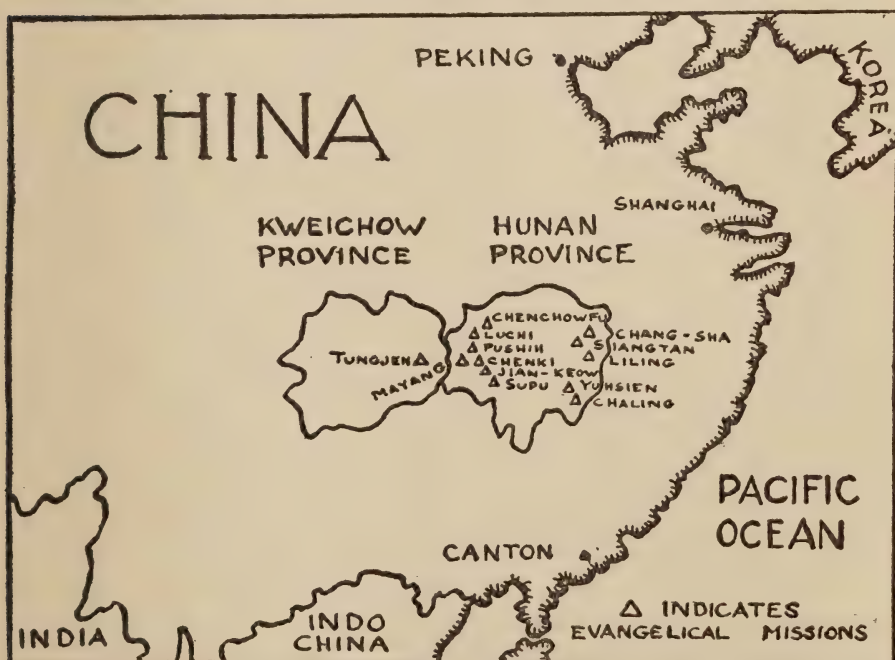 PEKING
KOREA
CHINA
SHANGHAI
KWEICHOW
PROVINCE
HUNAN
PROVINCE
CHENCHOWFU
LUCHI
PUSHIH
CHENKI
JIAN-KEOW
SUPU
TUNGJEN
MAYANG
CHANG-SHA
SIANGTAN
LILING
YUHSIEN
CHALING
PACIFIC
OCEAN
CANTON
INDIA
INDO
CHINA
△ INDICATES
EVANGELICAL MISSIONS